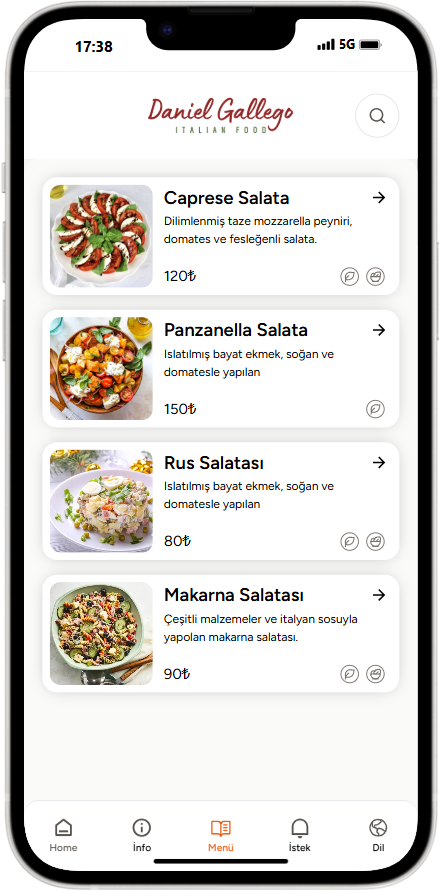 17:38
5G
Daniel Gallego
ITALIAN FOOD
Caprese Salata
Dilimlenmiş taze mozzarella peyniri,
domates ve fesleğenli salata.
120₺
Panzanella Salata
Islatılmış bayat ekmek, soğan ve
domatesle yapılan
150₺
Rus Salatası
Islatılmış bayat ekmek, soğan ve
domatesle yapılan
80₺
Makarna Salatası
Çeşitli malzemeler ve italyan sosuyla
yapolan makarna salatası.
90₺
Home
İnfo
Menü
İstek
Dil